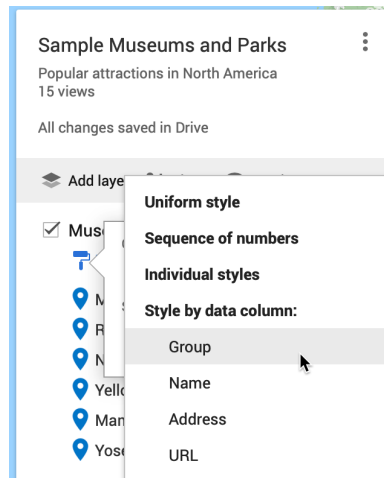 Sample Museums and Parks
Popular attractions in North America
15 views
All changes saved in Drive
Add laye
Uniform style
Sequence of numbers
Individual styles
Style by data column:
Group
Name
Address
URL
Mus
M
R
N
Yello
Man
Yose